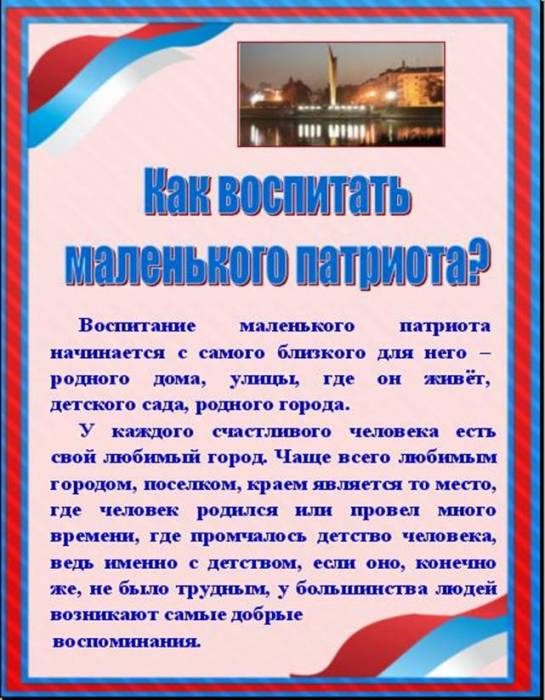 Как воспитать
маленького патриота?
Воспитание маленького патриота
начинается с самого близкого для него –
родного дома, улицы, где он живёт,
детского сада, родного города.
У каждого счастливого человека есть
свой любимый город. Чаще всего любимым
городом, поселком, краем является то место,
где человек родился или провел много
времени, где промчалось детство человека,
ведь именно с детством, если оно, конечно
же, не было трудным, у большинства людей
возникают самые добрые
воспоминания.